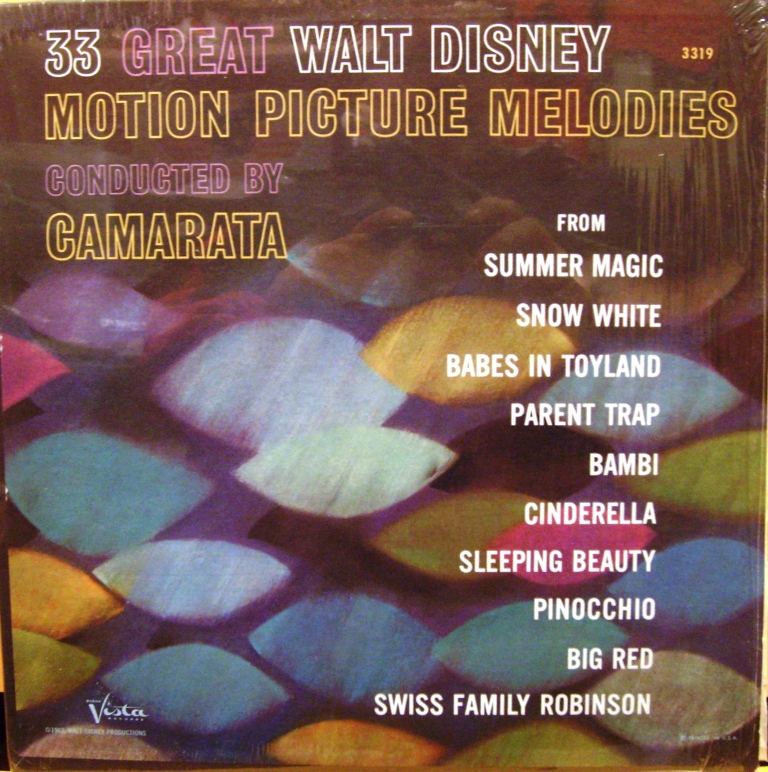 33 GREAT WALT DISNEY
3319
MOTION PICTURE MELODIES
CONDUCTED BY
CAMARATA
FROM
SUMMER MAGIC
SNOW WHITE
BABES IN TOYLAND
PARENT TRAP
BAMBI
CINDERELLA
SLEEPING BEAUTY
PINOCCHIO
BIG RED
SWISS FAMILY ROBINSON
Vista
RECORDS
WALT DISNEY PRODUCTIONS